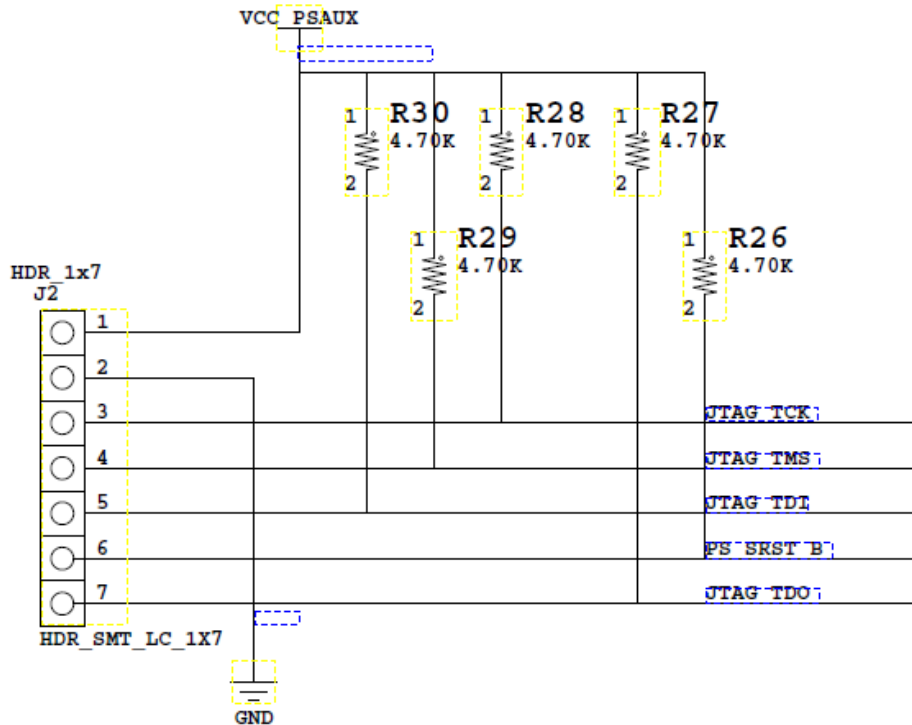 VCC_PSAUX
1 R30 4.70K 2
1 R28 4.70K 2
1 R27 4.70K 2
1 R29 4.70K 2
1 R26 4.70K 2
HDR_1x7
J2
1
2
3 JTAG_TCK
4 JTAG_TMS
5 JTAG_TDI
6 PS_SRST_B
7 JTAG_TDO
HDR_SMT_LC_1X7
GND